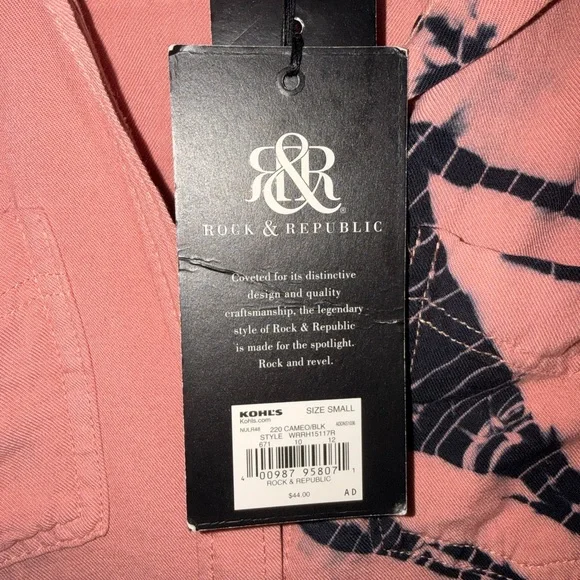 R&R®
ROCK & REPUBLIC
Coveted for its distinctive
design and quality
craftsmanship, the legendary
style of Rock & Republic
is made for the spotlight.
Rock and revel.
KOHL'S SIZE SMALL
Kohls.com
NULR48 220 CAMEO/BLK
STYLE WRRH15117R
671 10 12
4 00987 95807 1
ROCK & REPUBLIC
$44.00 A D